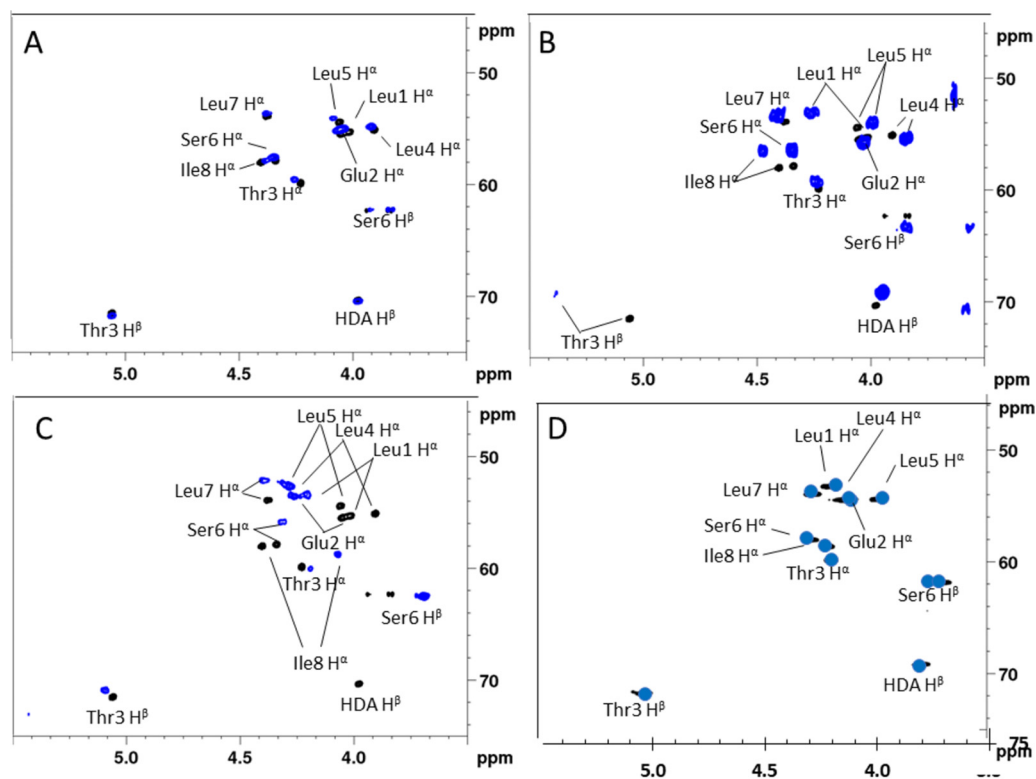 A
ppm
Leu5 Hα
Leu7 Hα
Leu1 Hα
50
Ser6 Hα
Leu4 Hα
Ile8 Hα
Glu2 Hα
Thr3 Hα
60
Ser6 Hβ
70
Thr3 Hβ
HDA Hβ
5.0 4.5 4.0 ppm
B
ppm
Leu5 Hα
Leu1 Hα
50
Leu7 Hα
Leu4 Hα
Ser6 Hα
Ile8 Hα
Glu2 Hα
Thr3 Hα
60
Ser6 Hβ
70
HDA Hβ
Thr3 Hβ
5.0 4.5 4.0 ppm
C
ppm
Leu5 Hα
Leu4 Hα
Leu1 Hα
50
Leu7 Hα
Ser6 Hα
Glu2 Hα
Thr3 Hα
60
Ser6 Hβ
Ile8 Hα
70
HDA Hβ
Thr3 Hβ
5.0 4.5 4.0 ppm
D
ppm
Leu4 Hα
Leu1 Hα
50
Leu5 Hα
Leu7 Hα
Ser6 Hα
Glu2 Hα
Ile8 Hα
Thr3 Hα
60
Ser6 Hβ
HDA Hβ
70
Thr3 Hβ
75
5.0 4.5 4.0 ppm